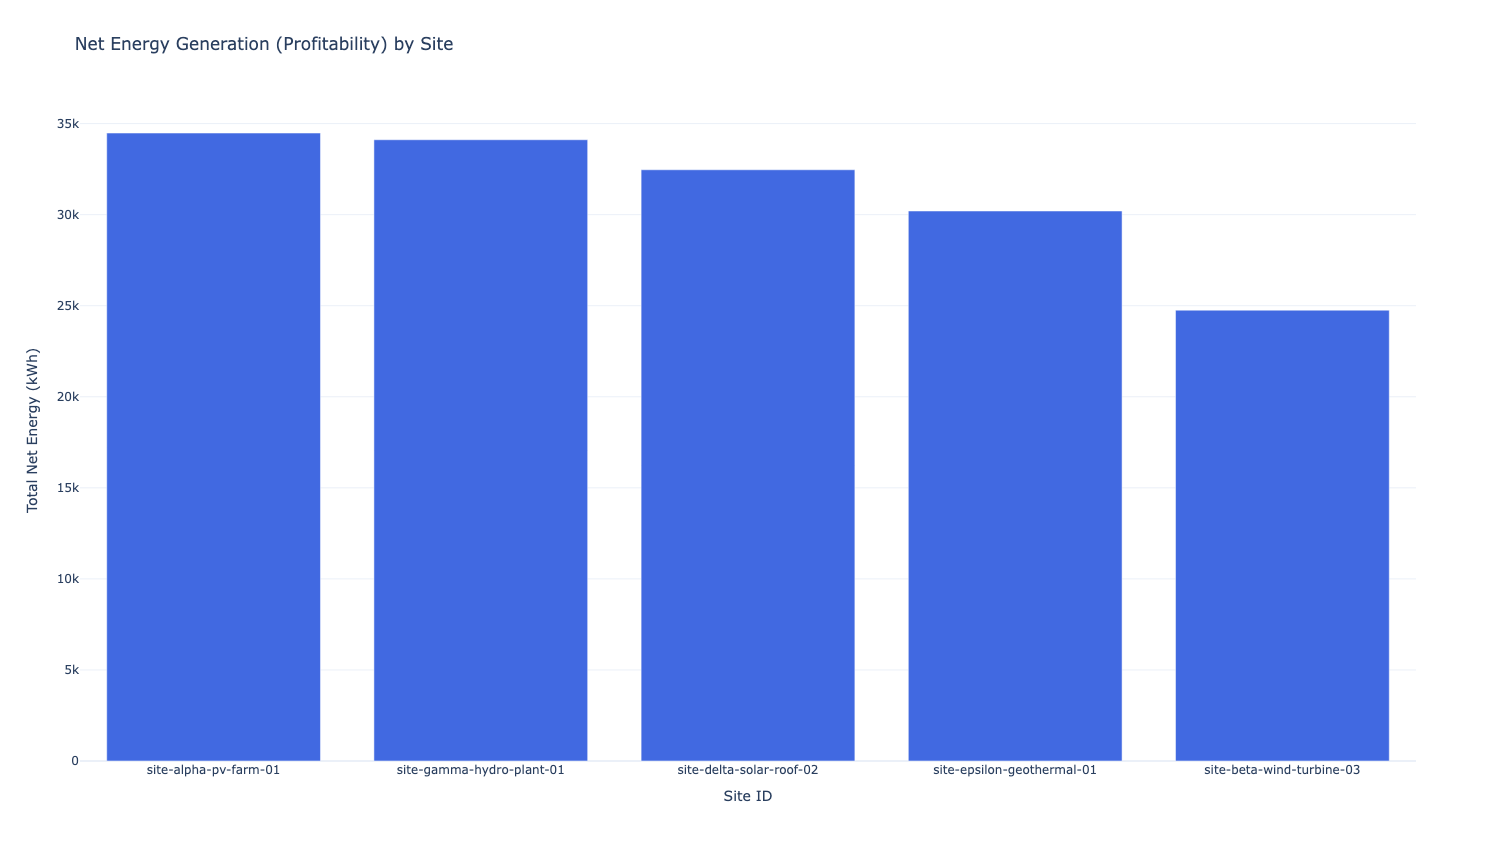 Net Energy Generation (Profitability) by Site
Total Net Energy (kWh)
35k
30k
25k
20k
15k
10k
5k
0
site-alpha-pv-farm-01
site-gamma-hydro-plant-01
site-delta-solar-roof-02
site-epsilon-geothermal-01
site-beta-wind-turbine-03
Site ID